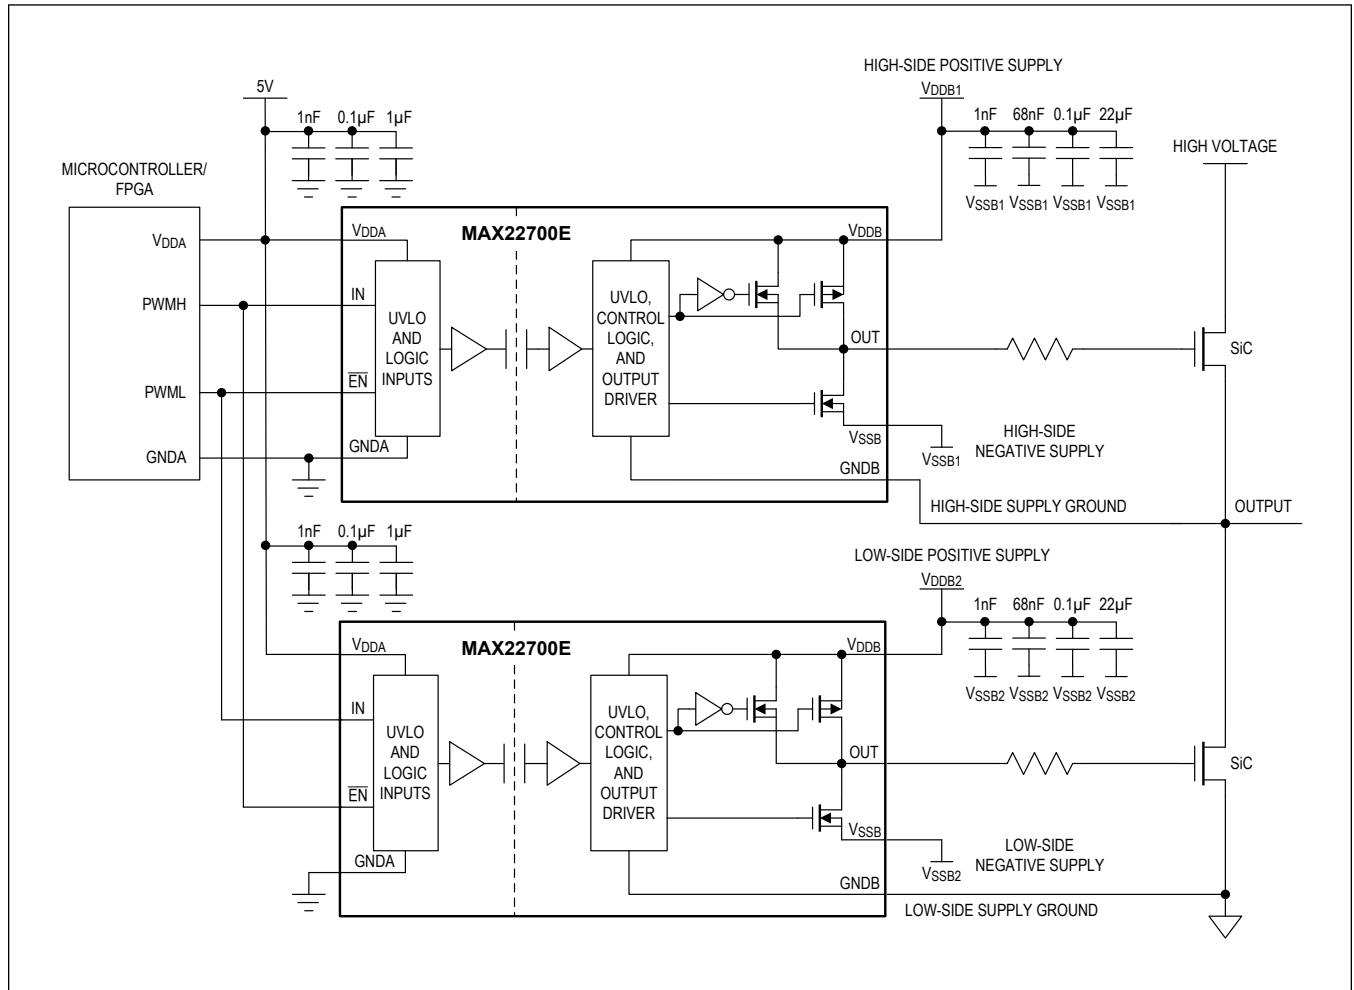 HIGH-SIDE POSITIVE SUPPLY
5V
VDDB1
1nF 0.1µF 1µF
1nF 68nF 0.1µF 22µF
HIGH VOLTAGE
MICROCONTROLLER/
FPGA
VSSB1 VSSB1 VSSB1 VSSB1
VDDA
VDDA
MAX22700E
VDDB
PWMH
IN
UVLO
AND
LOGIC
INPUTS
UVLO,
CONTROL
LOGIC,
AND
OUTPUT
DRIVER
OUT
SiC
PWML
EN
GNDA
GNDA
VSSB
VSSB1
HIGH-SIDE
NEGATIVE SUPPLY
GNDB
HIGH-SIDE SUPPLY GROUND
OUTPUT
1nF 0.1µF 1µF
LOW-SIDE POSITIVE SUPPLY
VDDB2
1nF 68nF 0.1µF 22µF
VSSB2 VSSB2 VSSB2 VSSB2
VDDA
MAX22700E
VDDB
IN
UVLO
AND
LOGIC
INPUTS
UVLO,
CONTROL
LOGIC,
AND
OUTPUT
DRIVER
OUT
SiC
EN
GNDA
VSSB
VSSB2
LOW-SIDE
NEGATIVE SUPPLY
GNDB
LOW-SIDE SUPPLY GROUND